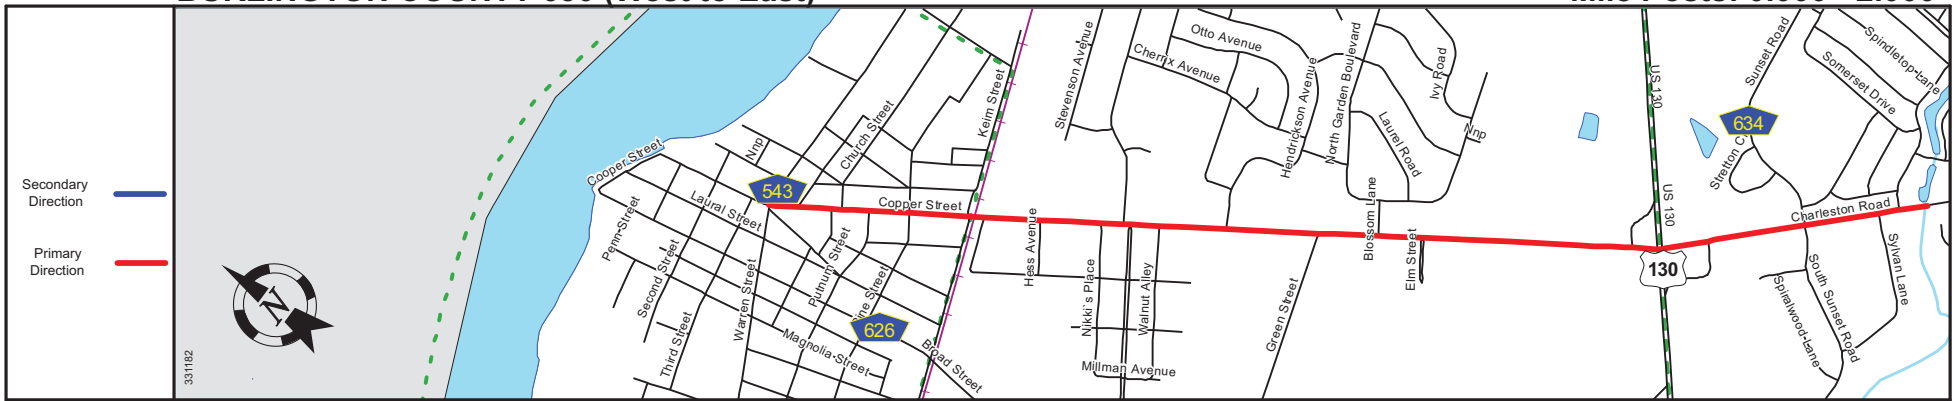 Secondary
Direction
Primary
Direction
331182
N
Cooper Street
Nnp
Church Street
Keim Street
Stevenson Avenue
Otto Avenue
Cherrix Avenue
Hendrickson Avenue
North Garden Boulevard
Ivy Road
Laurel Road
Nnp
US 130
Sunset Road
Spindletop Lane
Somerset Drive
634
543
Laural Street
Copper Street
Penn Street
Second Street
Third Street
Warren Street
Putnum Street
626
Magnolia Street
Broad Street
Hess Avenue
Nikki's Place
Walnut Alley
Millman Avenue
Green Street
Blossom Lane
Elm Street
US 130
130
Charleston Road
Sylvan Lane
South Sunset Road
Spiralwood Lane